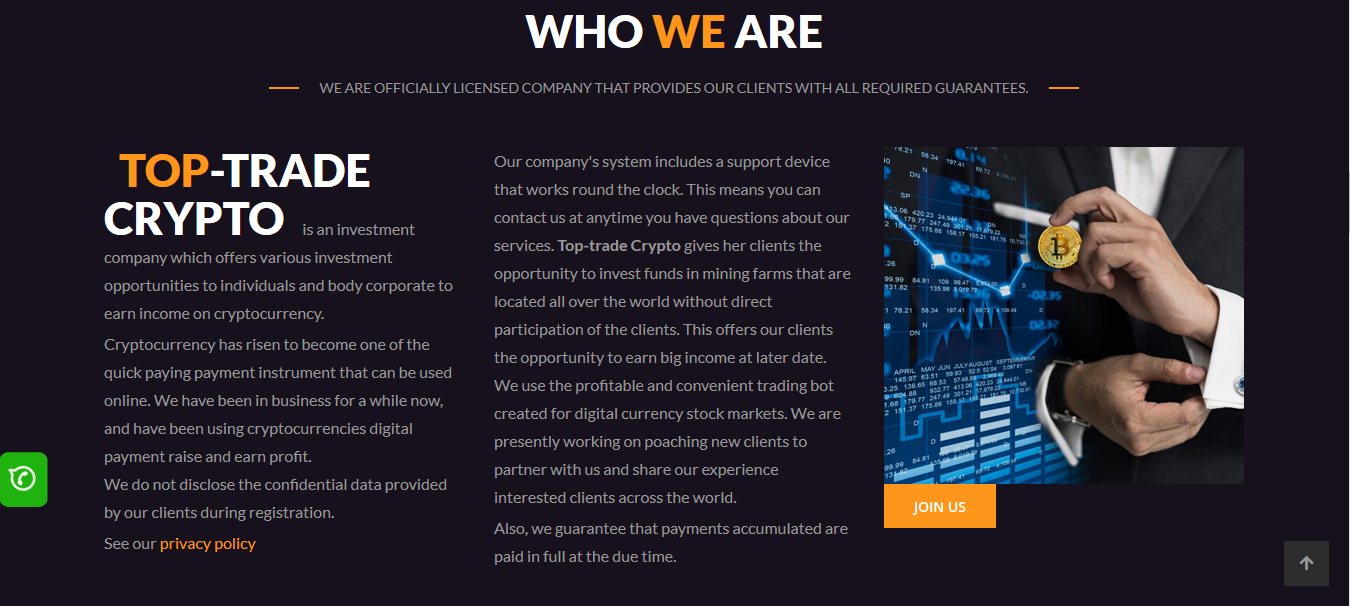 WHO WE ARE
WE ARE OFFICIALLY LICENSED COMPANY THAT PROVIDES OUR CLIENTS WITH ALL REQUIRED GUARANTEES.
TOP-TRADE
CRYPTO is an investment
company which offers various investment
opportunities to individuals and body corporate to
earn income on cryptocurrency.
Cryptocurrency has risen to become one of the
quick paying payment instrument that can be used
online. We have been in business for a while now,
and have been using cryptocurrencies digital
payment raise and earn profit.
We do not disclose the confidential data provided
by our clients during registration.
See our privacy policy
Our company's system includes a support device
that works round the clock. This means you can
contact us at anytime you have questions about our
services. Top-trade Crypto gives her clients the
opportunity to invest funds in mining farms that are
located all over the world without direct
participation of the clients. This offers our clients
the opportunity to earn big income at later date.
We use the profitable and convenient trading bot
created for digital currency stock markets. We are
presently working on poaching new clients to
partner with us and share our experience
interested clients across the world.
Also, we guarantee that payments accumulated are
paid in full at the due time.
JOIN US